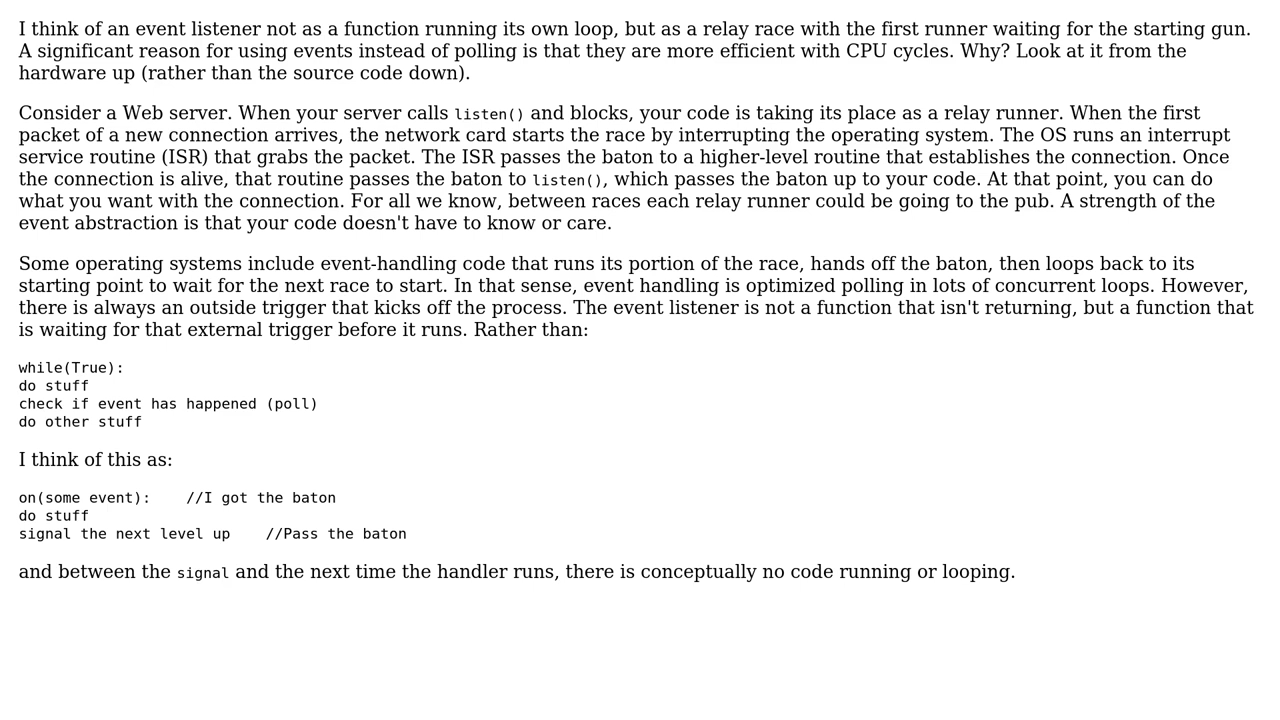 I think of an event listener not as a function running its own loop, but as a relay race with the first runner waiting for the starting gun.
A significant reason for using events instead of polling is that they are more efficient with CPU cycles. Why? Look at it from the
hardware up (rather than the source code down).
Consider a Web server. When your server calls listen() and blocks, your code is taking its place as a relay runner. When the first
packet of a new connection arrives, the network card starts the race by interrupting the operating system. The OS runs an interrupt
service routine (ISR) that grabs the packet. The ISR passes the baton to a higher-level routine that establishes the connection. Once
the connection is alive, that routine passes the baton to listen(), which passes the baton up to your code. At that point, you can do
what you want with the connection. For all we know, between races each relay runner could be going to the pub. A strength of the
event abstraction is that your code doesn't have to know or care.
Some operating systems include event-handling code that runs its portion of the race, hands off the baton, then loops back to its
starting point to wait for the next race to start. In that sense, event handling is optimized polling in lots of concurrent loops. However,
there is always an outside trigger that kicks off the process. The event listener is not a function that isn't returning, but a function that
is waiting for that external trigger before it runs. Rather than:
while(True):
do stuff
check if event has happened (poll)
do other stuff
I think of this as:
on(some event):    //I got the baton
do stuff
signal the next level up    //Pass the baton
and between the signal and the next time the handler runs, there is conceptually no code running or looping.